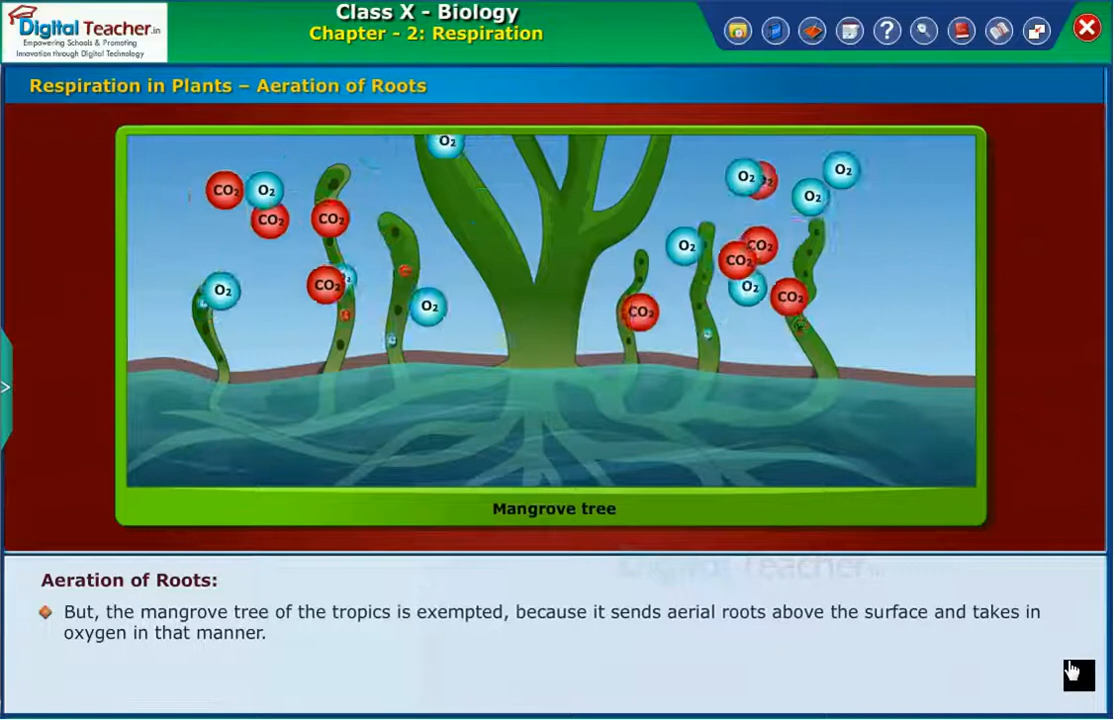 Digital Teacher.in
Empowering Schools & Promoting
Innovation through Digital Technology
Class X - Biology
Chapter - 2: Respiration
?
Respiration in Plants – Aeration of Roots
O₂
O₂
O₂
CO₂
O₂
CO₂
CO₂
O₂
O₂
O₂
CO₂
CO₂
CO₂
O₂
O₂
CO₂
O₂
CO₂
>
Mangrove tree
Digital Teacher.in
Aeration of Roots:
But, the mangrove tree of the tropics is exempted, because it sends aerial roots above the surface and takes in
oxygen in that manner.